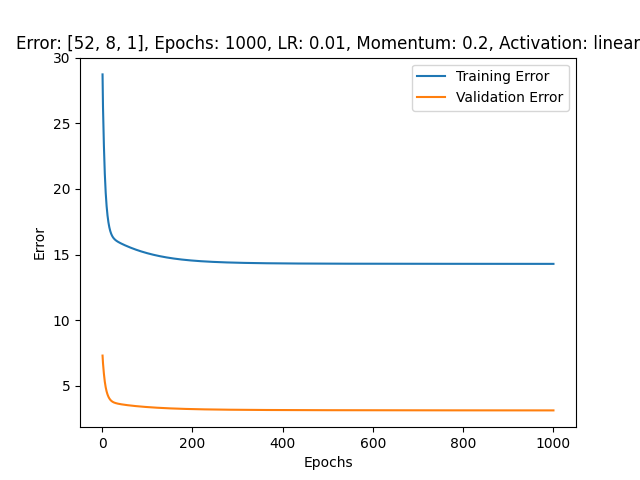 Error: [52, 8, 1], Epochs: 1000, LR: 0.01, Momentum: 0.2, Activation: linear
30
25
20
15
10
5
Error
Training Error
Validation Error
0 200 400 600 800 1000
Epochs